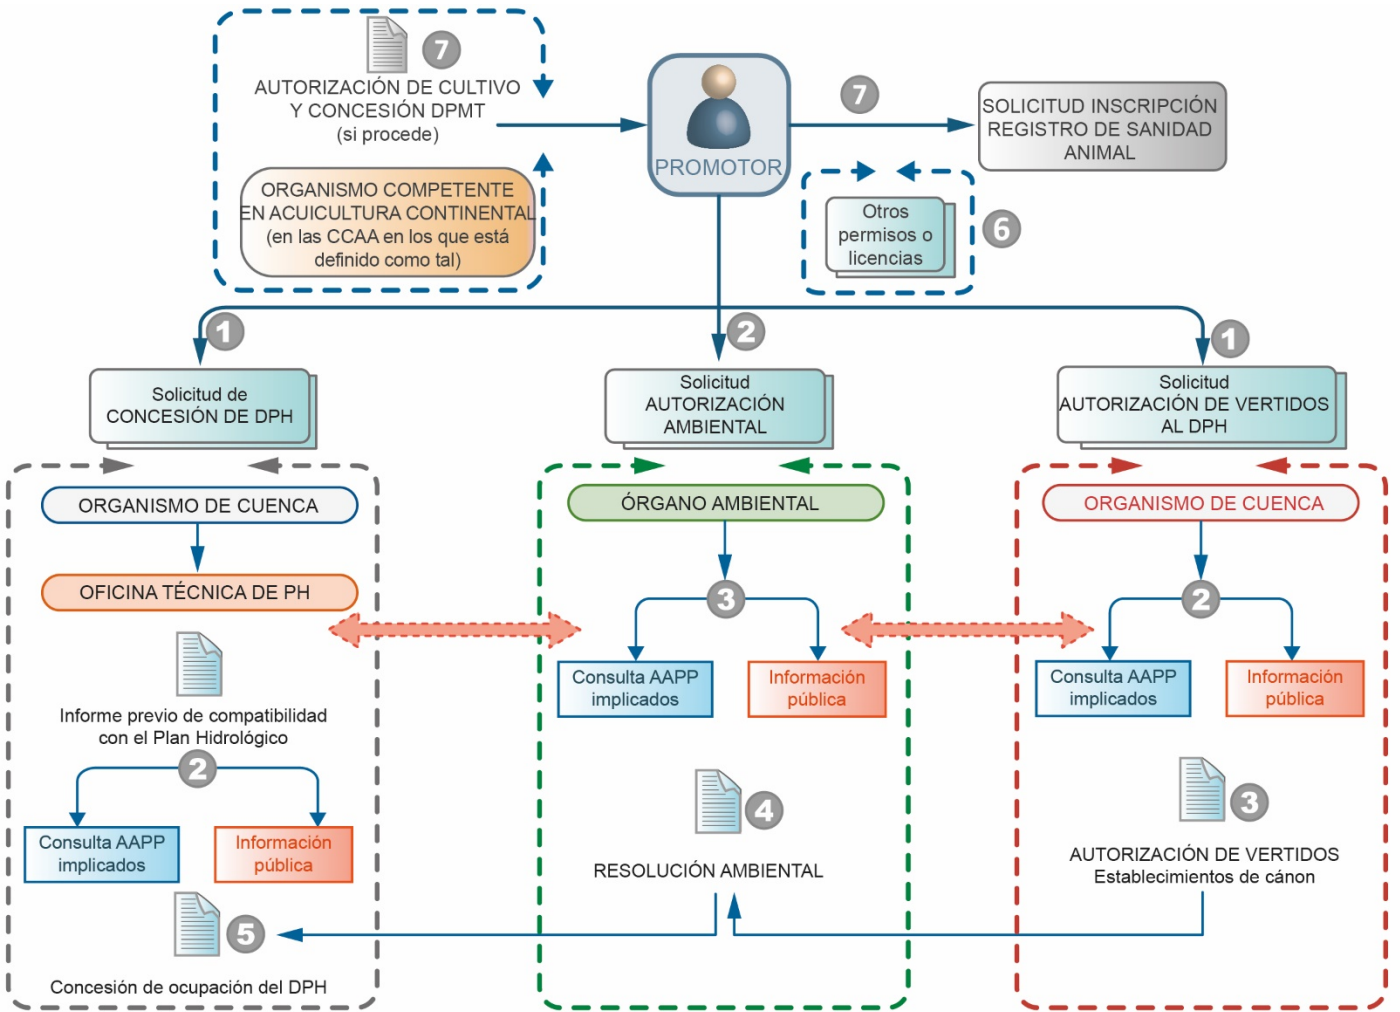 7
AUTORIZACIÓN DE CULTIVO
Y CONCESIÓN DPMT
(si procede)
ORGANISMO COMPETENTE
EN ACUICULTURA CONTINENTAL
(en las CCAA en los que está
definido como tal)
PROMOTOR
7
SOLICITUD INSCRIPCIÓN
REGISTRO DE SANIDAD
ANIMAL
Otros
permisos o
licencias
6
1
2
1
Solicitud de
CONCESIÓN DE DPH
Solicitud
AUTORIZACIÓN
AMBIENTAL
Solicitud
AUTORIZACIÓN DE VERTIDOS
AL DPH
ORGANISMO DE CUENCA
OFICINA TÉCNICA DE PH
Informe previo de compatibilidad
con el Plan Hidrológico
2
Consulta AAPP
implicados
Información
pública
5
Concesión de ocupación del DPH
ÓRGANO AMBIENTAL
3
Consulta AAPP
implicados
Información
pública
4
RESOLUCIÓN AMBIENTAL
ORGANISMO DE CUENCA
2
Consulta AAPP
implicados
Información
pública
3
AUTORIZACIÓN DE VERTIDOS
Establecimientos de cánon